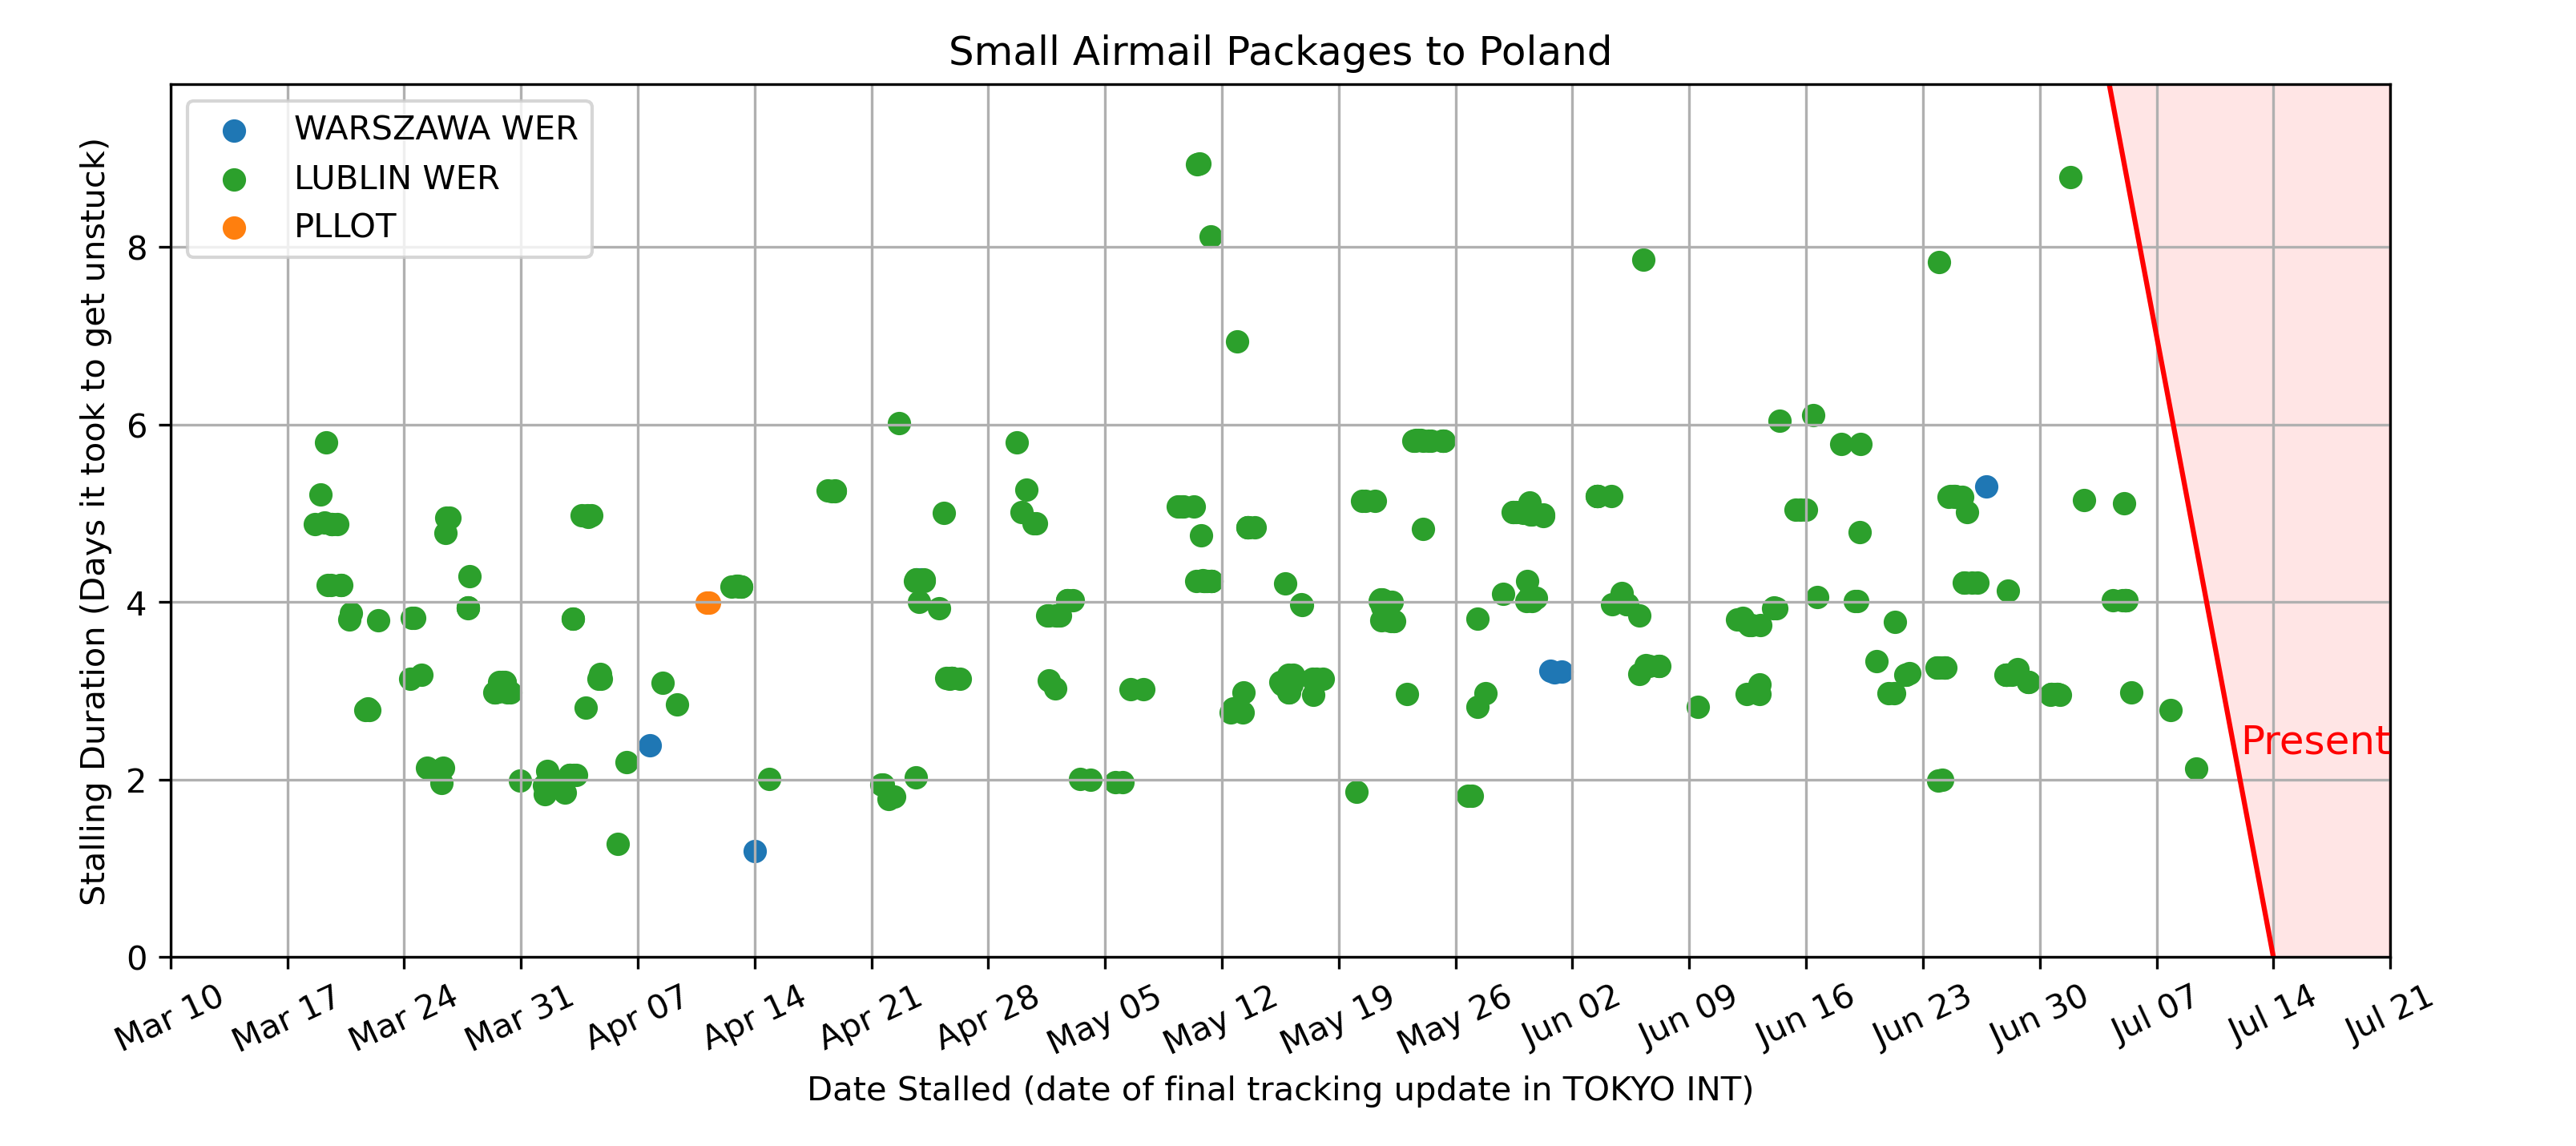 Small Airmail Packages to Poland
WARSZAWA WER
LUBLIN WER
PLLOT
Stalling Duration (Days it took to get unstuck)
8
6
4
2
0
Present
Mar 10 Mar 17 Mar 24 Mar 31 Apr 07 Apr 14 Apr 21 Apr 28 May 05 May 12 May 19 May 26 Jun 02 Jun 09 Jun 16 Jun 23 Jun 30 Jul 07 Jul 14 Jul 21
Date Stalled (date of final tracking update in TOKYO INT)